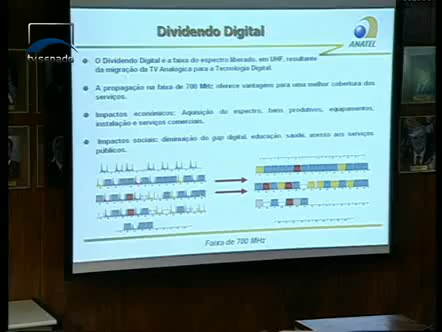 tv senado
Dividendo Digital
ANATEL
O Dividendo Digital é a faixa do espectro liberado, em UHF, resultante
da migração da TV Analógica para a Tecnologia Digital.
A propagação na faixa de 700 MHz oferece vantagens para uma melhor cobertura dos
serviços.
Impactos econômicos: Aquisição do espectro, bens produtivos, equipamentos,
instalação e serviços comerciais.
Impactos sociais: diminuição do gap digital, educação, saúde, acesso aos serviços
públicos.
Faixa de 700 MHz